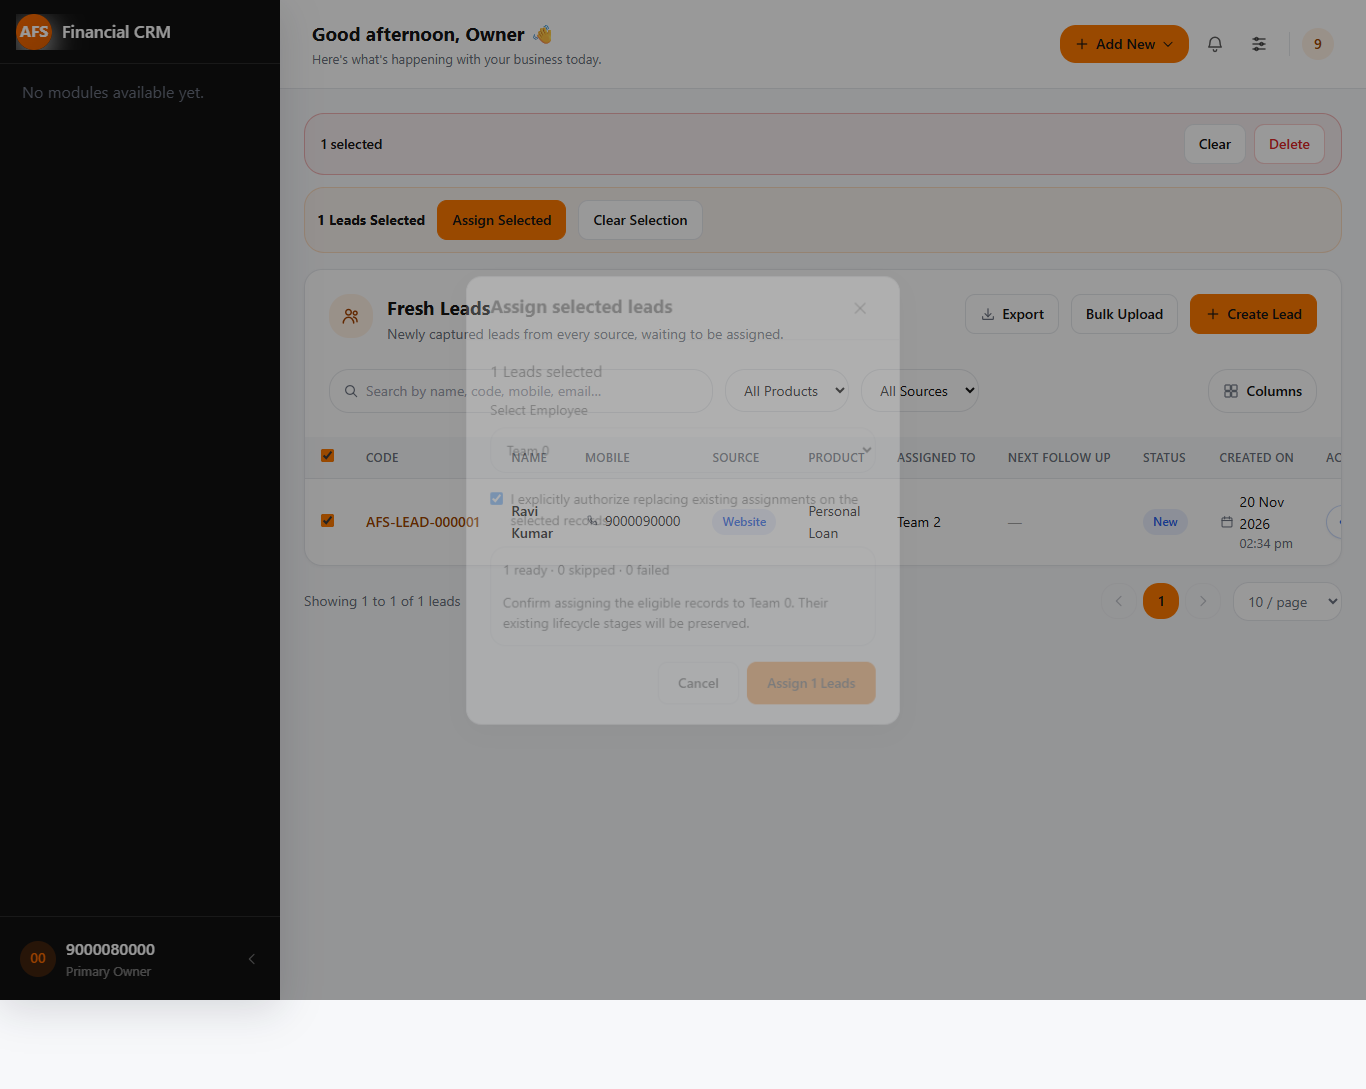 AFS Financial CRM
No modules available yet.
Good afternoon, Owner 👋
Here's what's happening with your business today.
+ Add New
9
1 selected
Clear
Delete
1 Leads Selected
Assign Selected
Clear Selection
Fresh Leads
Newly captured leads from every source, waiting to be assigned.
Export
Bulk Upload
+ Create Lead
Search by name, code, mobile, email...
All Products
All Sources
Columns
CODE NAME MOBILE SOURCE PRODUCT ASSIGNED TO NEXT FOLLOW UP STATUS CREATED ON AC
AFS-LEAD-000001
Ravi
Kumar
9000090000
Website
Personal
Loan
Team 2
—
New
20 Nov
2026
02:34 pm
Showing 1 to 1 of 1 leads
1
10 / page
Assign selected leads
1 Leads selected
Select Employee
Team 0
I explicitly authorize replacing existing assignments on the
selected records.
1 ready · 0 skipped · 0 failed
Confirm assigning the eligible records to Team 0. Their
existing lifecycle stages will be preserved.
Cancel
Assign 1 Leads
00
9000080000
Primary Owner